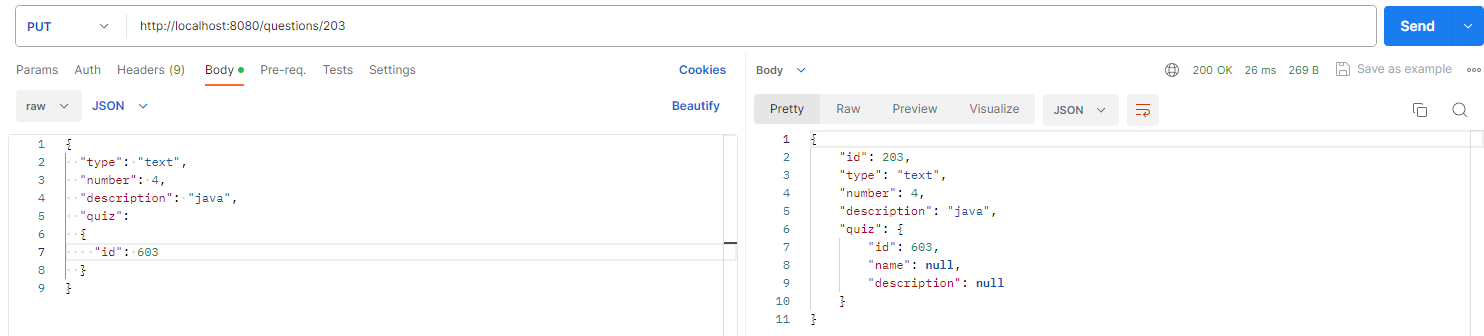 PUT http://localhost:8080/questions/203 Send
Params Auth Headers (9) Body Pre-req. Tests Settings Cookies
raw JSON Beautify
1 {
2 "type": "text",
3 "number": 4,
4 "description": "java",
5 "quiz":
6 {
7 "id": 603
8 }
9 }
Body 200 OK 26 ms 269 B Save as example
Pretty Raw Preview Visualize JSON
1 {
2 "id": 203,
3 "type": "text",
4 "number": 4,
5 "description": "java",
6 "quiz": {
7 "id": 603,
8 "name": null,
9 "description": null
10 }
11 }